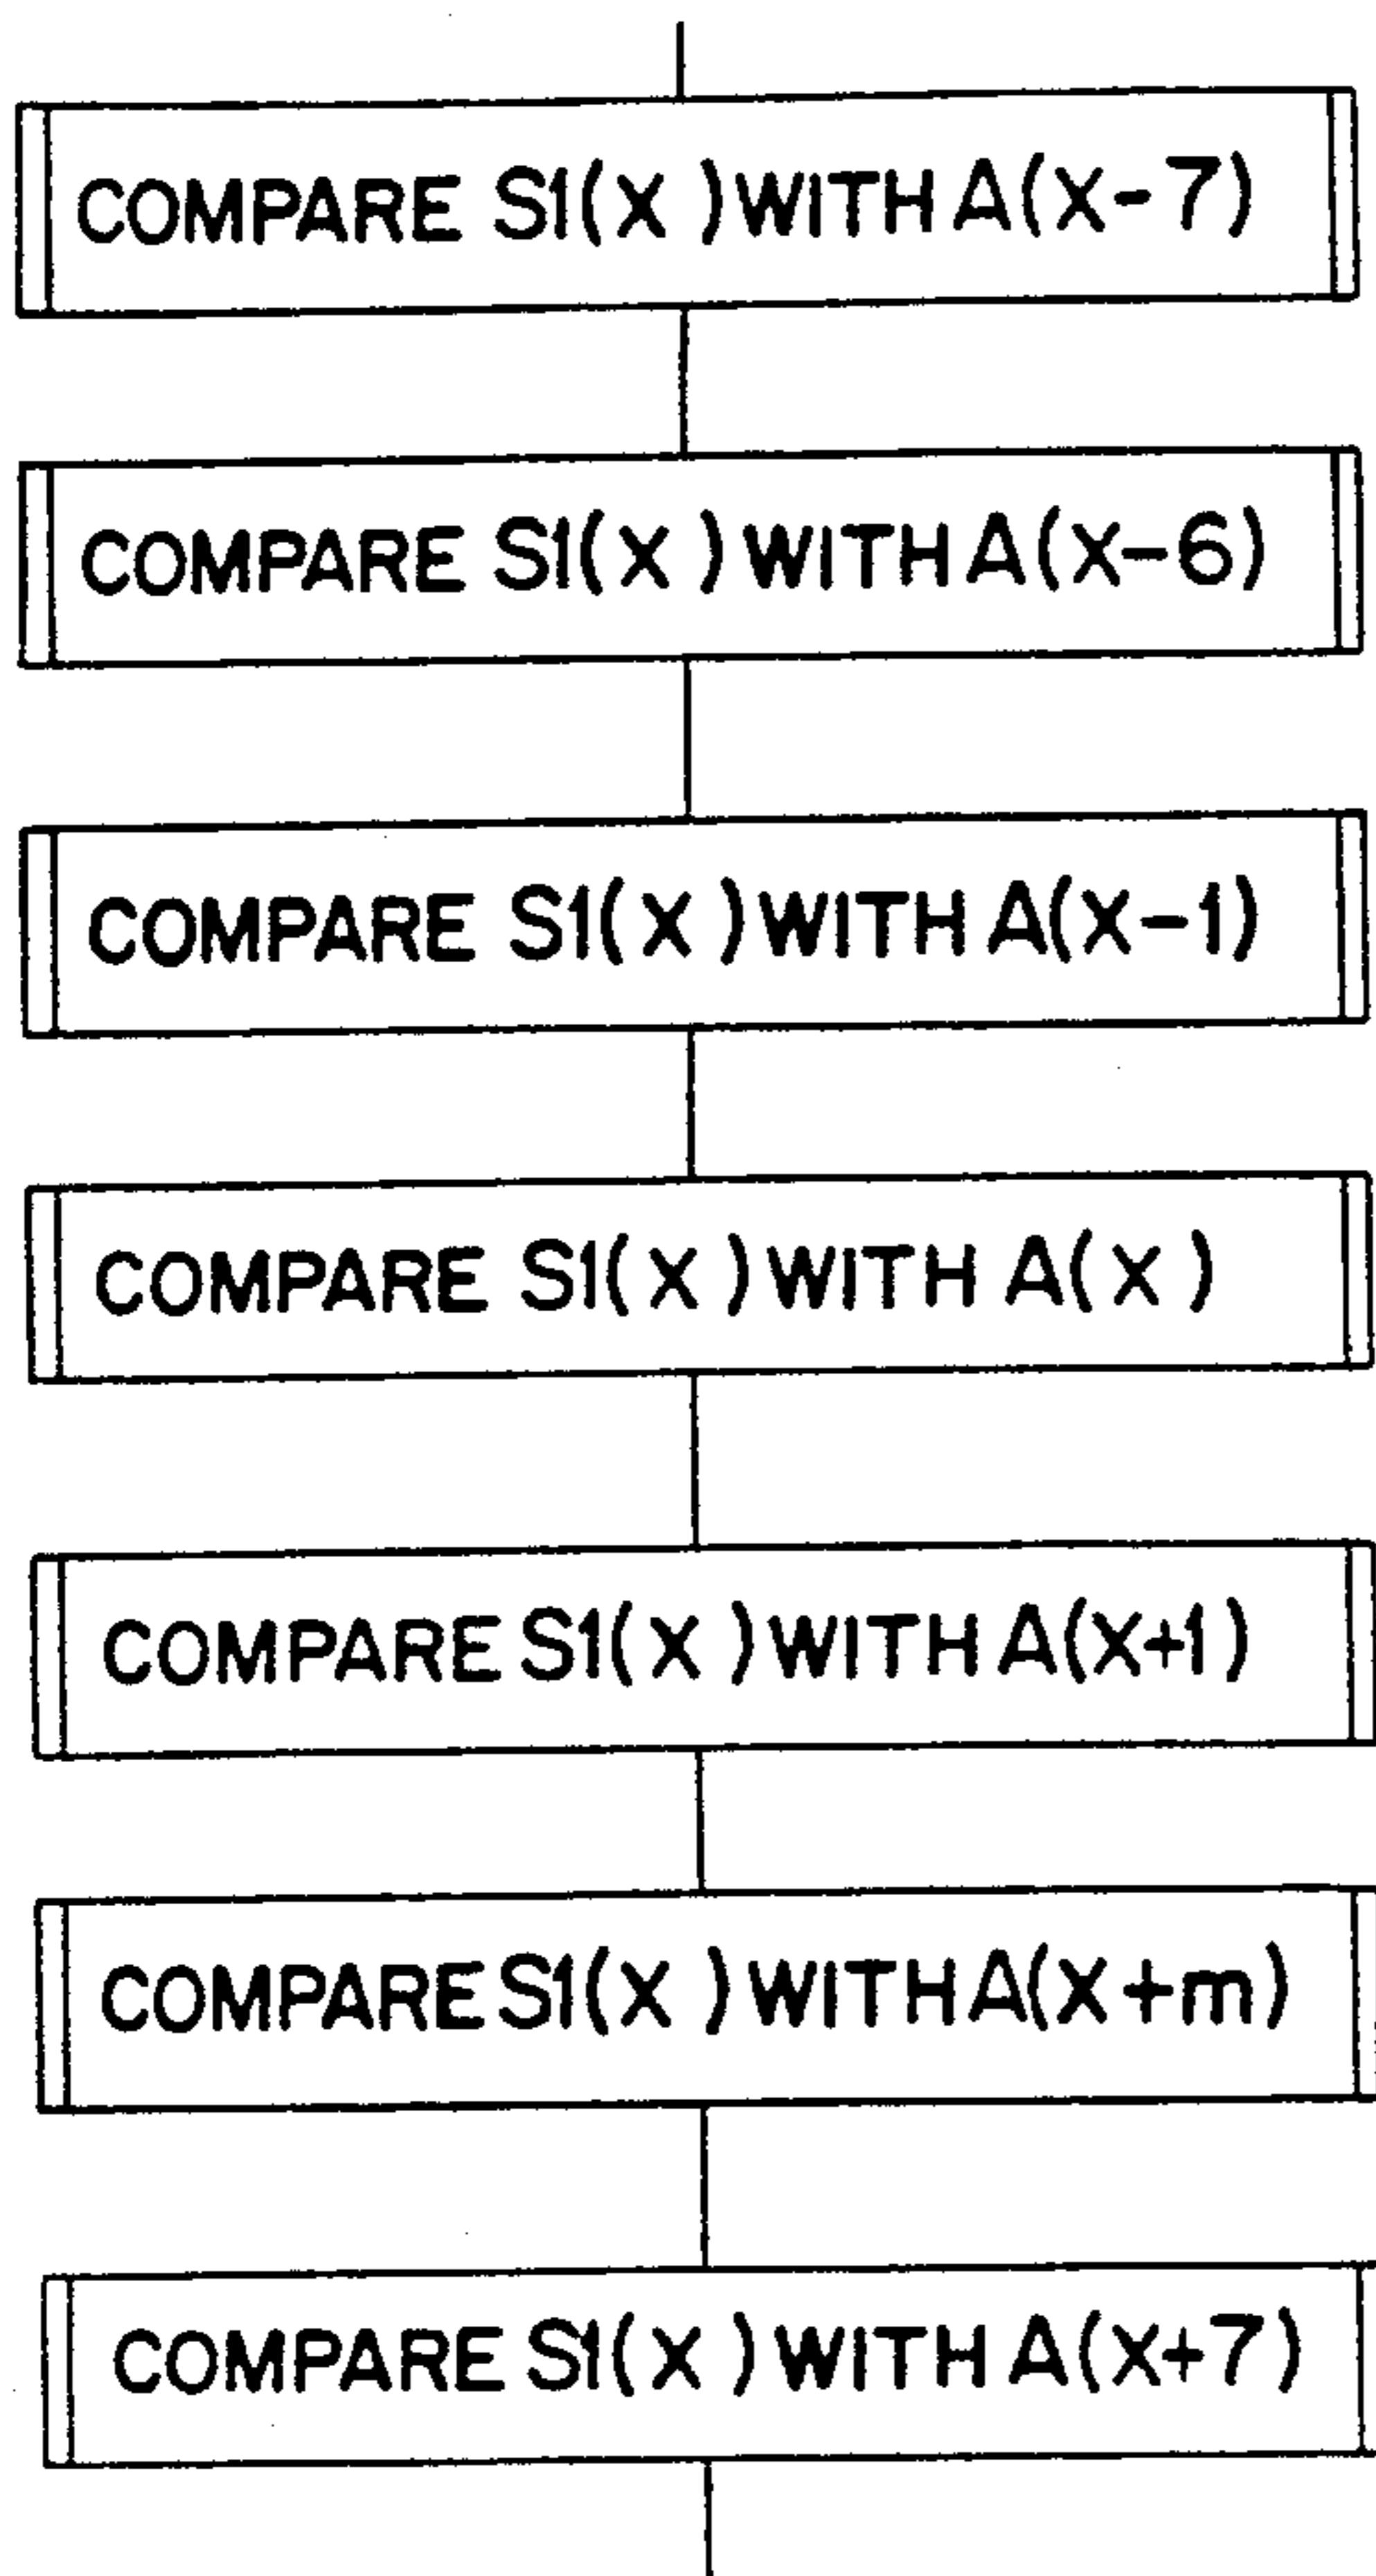 COMPARE S1(X ) WITH A(X-7)
COMPARE S1(X ) WITH A(X-6)
COMPARE S1(X ) WITH A(X-1)
COMPARE S1(X ) WITH A(X )
COMPARE S1(X ) WITH A(X+1)
COMPARE S1(X ) WITH A(X+m)
COMPARE S1(X ) WITH A(X+7)